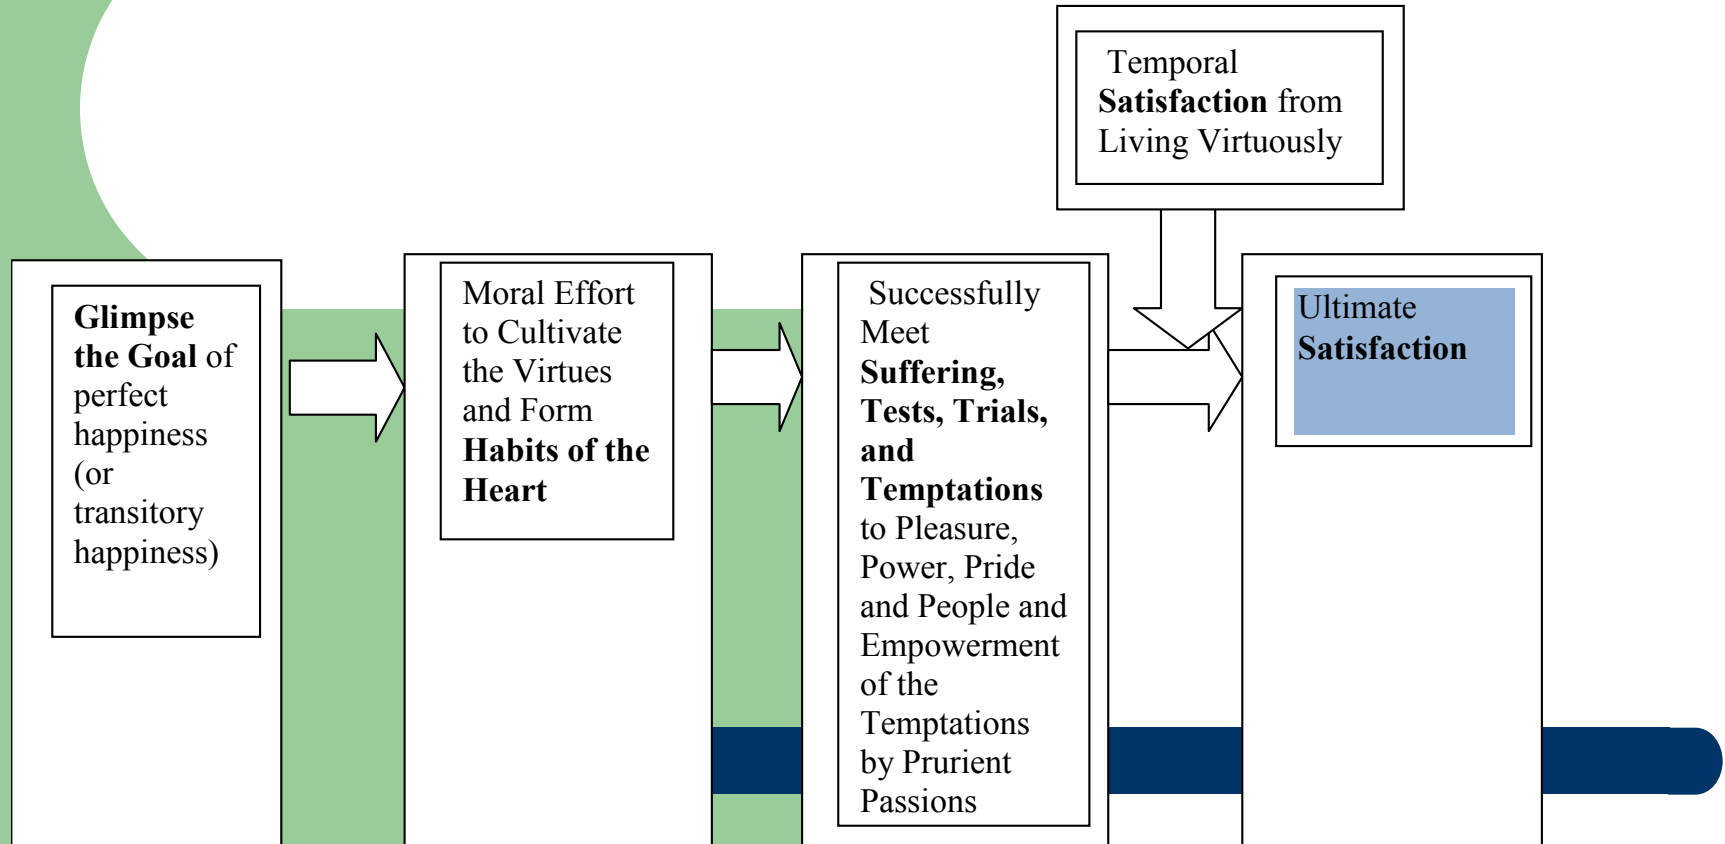 Temporal
Satisfaction from
Living Virtuously
Glimpse
the Goal of
perfect
happiness
(or
transitory
happiness)
Moral Effort
to Cultivate
the Virtues
and Form
Habits of the
Heart
Successfully
Meet
Suffering,
Tests, Trials,
and
Temptations
to Pleasure,
Power, Pride
and People and
Empowerment
of the
Temptations
by Prurient
Passions
Ultimate
Satisfaction